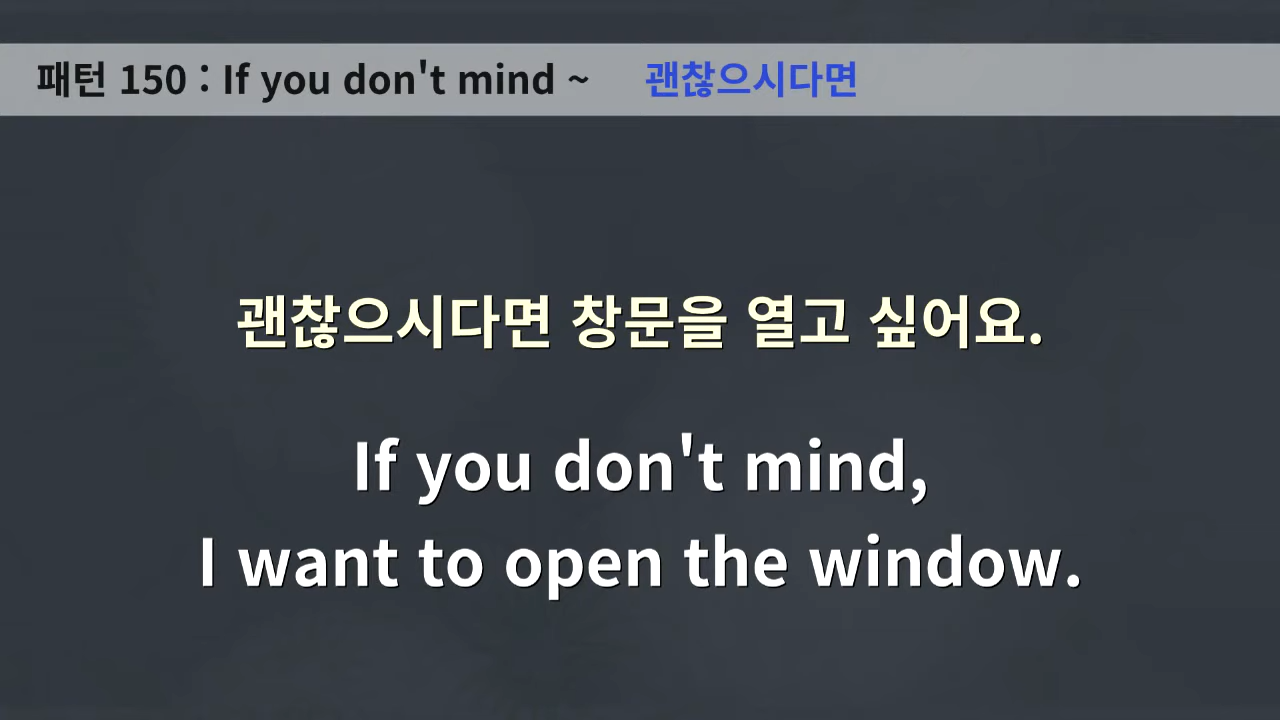 패턴 150 : If you don't mind ~ 괜찮으시다면
괜찮으시다면 창문을 열고 싶어요.
If you don't mind,
I want to open the window.